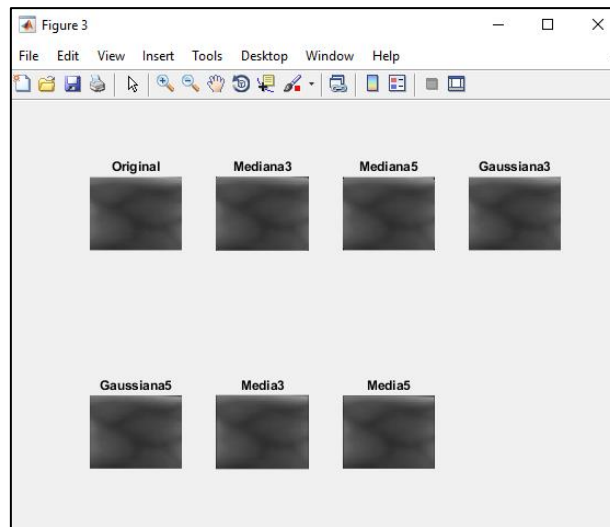 Figure 3
File Edit View Insert Tools Desktop Window Help
Original Mediana3 Mediana5 Gaussiana3
Gaussiana5 Media3 Media5